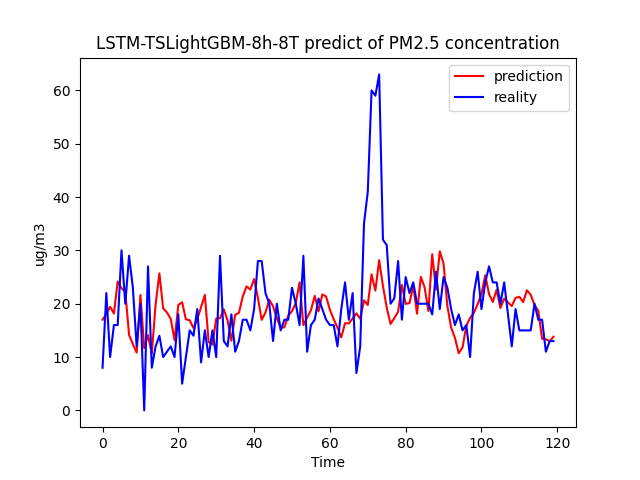 LSTM-TSLightGBM-8h-8T predict of PM2.5 concentration
prediction
reality
60
50
40
30
20
10
0
ug/m3
0 20 40 60 80 100 120
Time